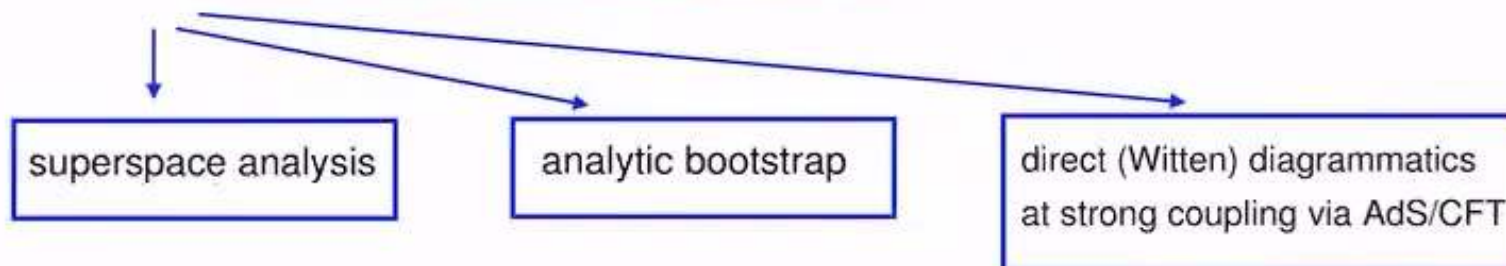 superspace analysis
analytic bootstrap
direct (Witten) diagrammatics
at strong coupling via AdS/CFT